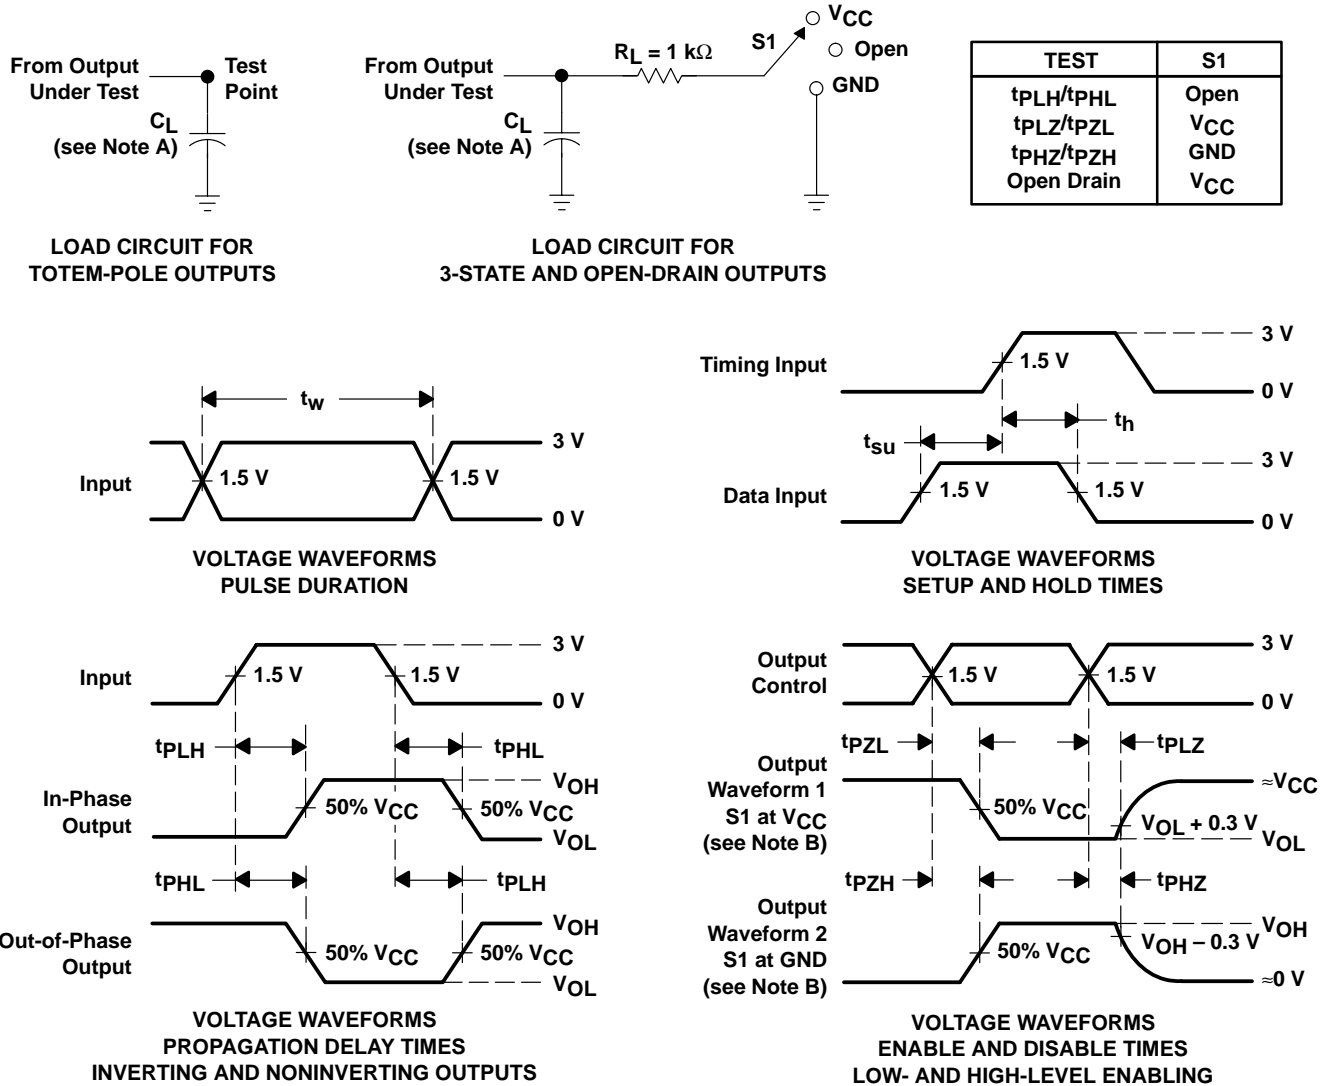 From Output
Under Test
Test
Point
CL
(see Note A)
LOAD CIRCUIT FOR
TOTEM-POLE OUTPUTS
From Output
Under Test
RL = 1 kΩ
S1
VCC
Open
GND
CL
(see Note A)
LOAD CIRCUIT FOR
3-STATE AND OPEN-DRAIN OUTPUTS
TEST S1
tPLH/tPHL Open
tPLZ/tPZL VCC
tPHZ/tPZH GND
Open Drain VCC
tw
Input
1.5 V
1.5 V
3 V
0 V
VOLTAGE WAVEFORMS
PULSE DURATION
Timing Input
1.5 V
3 V
0 V
tsu
th
Data Input
1.5 V
1.5 V
3 V
0 V
VOLTAGE WAVEFORMS
SETUP AND HOLD TIMES
Input
1.5 V
1.5 V
3 V
0 V
tPLH
tPHL
In-Phase
Output
50% VCC
50% VCC
VOH
VOL
tPHL
tPLH
Out-of-Phase
Output
50% VCC
50% VCC
VOH
VOL
VOLTAGE WAVEFORMS
PROPAGATION DELAY TIMES
INVERTING AND NONINVERTING OUTPUTS
Output
Control
1.5 V
1.5 V
3 V
0 V
tPZL
tPLZ
Output
Waveform 1
S1 at VCC
(see Note B)
50% VCC
VOL + 0.3 V
≈VCC
VOL
tPZH
tPHZ
Output
Waveform 2
S1 at GND
(see Note B)
50% VCC
VOH – 0.3 V
VOH
≈0 V
VOLTAGE WAVEFORMS
ENABLE AND DISABLE TIMES
LOW- AND HIGH-LEVEL ENABLING